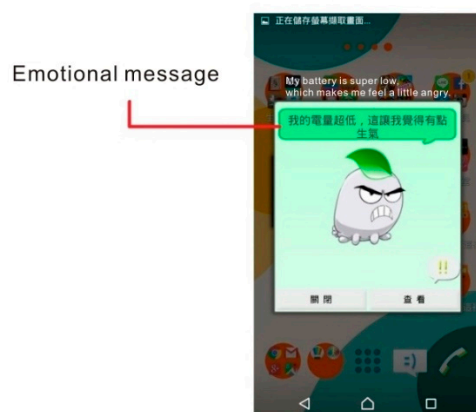 正在儲存螢幕擷取畫面...
Emotional message
My battery is super low,
which makes me feel a little angry.
我的電量超低，這讓我覺得有點
生氣
!!
關閉
查看
:)